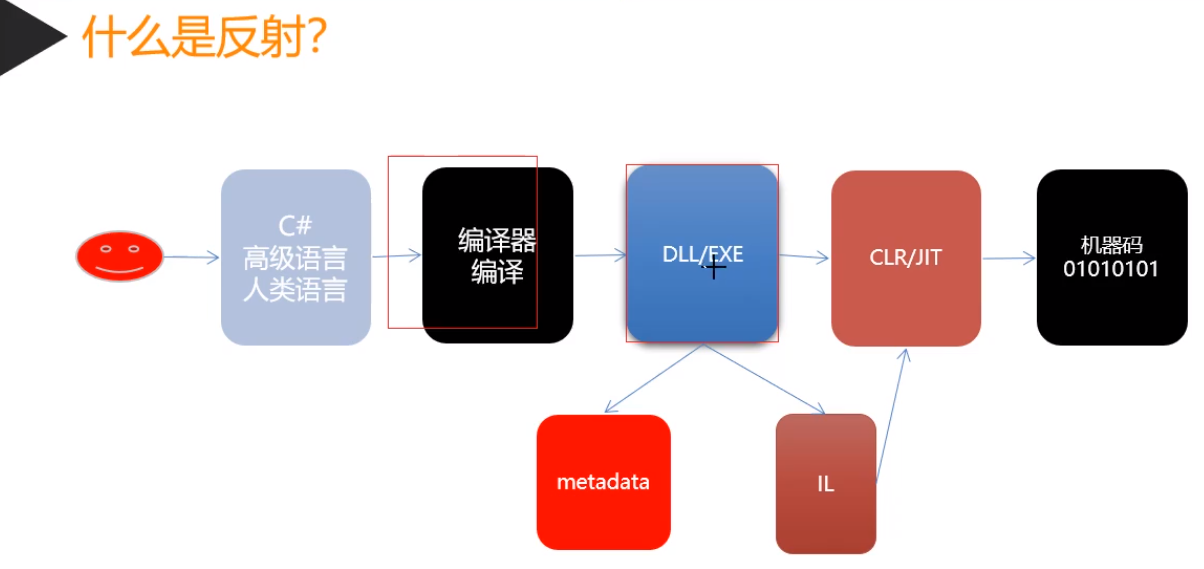 什么是反射?
C#
高级语言
人类语言
编译器
编译
DLL/EXE
CLR/JIT
机器码
01010101
metadata
IL